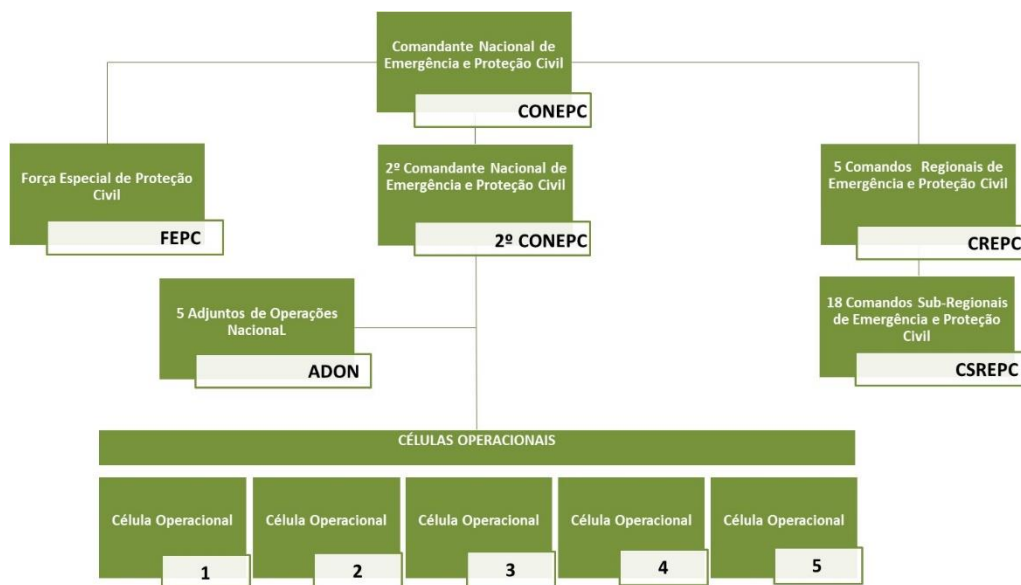 Comandante Nacional de
Emergência e Proteção Civil
CONEPC
Força Especial de Proteção
Civil
FEPC
2º Comandante Nacional de
Emergência e Proteção Civil
2º CONEPC
5 Comandos Regionais de
Emergência e Proteção Civil
CREPC
5 Adjuntos de Operações
NacionaL
ADON
18 Comandos Sub-Regionais
de Emergência e Proteção
Civil
CSREPC
CÉLULAS OPERACIONAIS
Célula Operacional
1
Célula Operacional
2
Célula Operacional
3
Célula Operacional
4
Célula Operacional
5